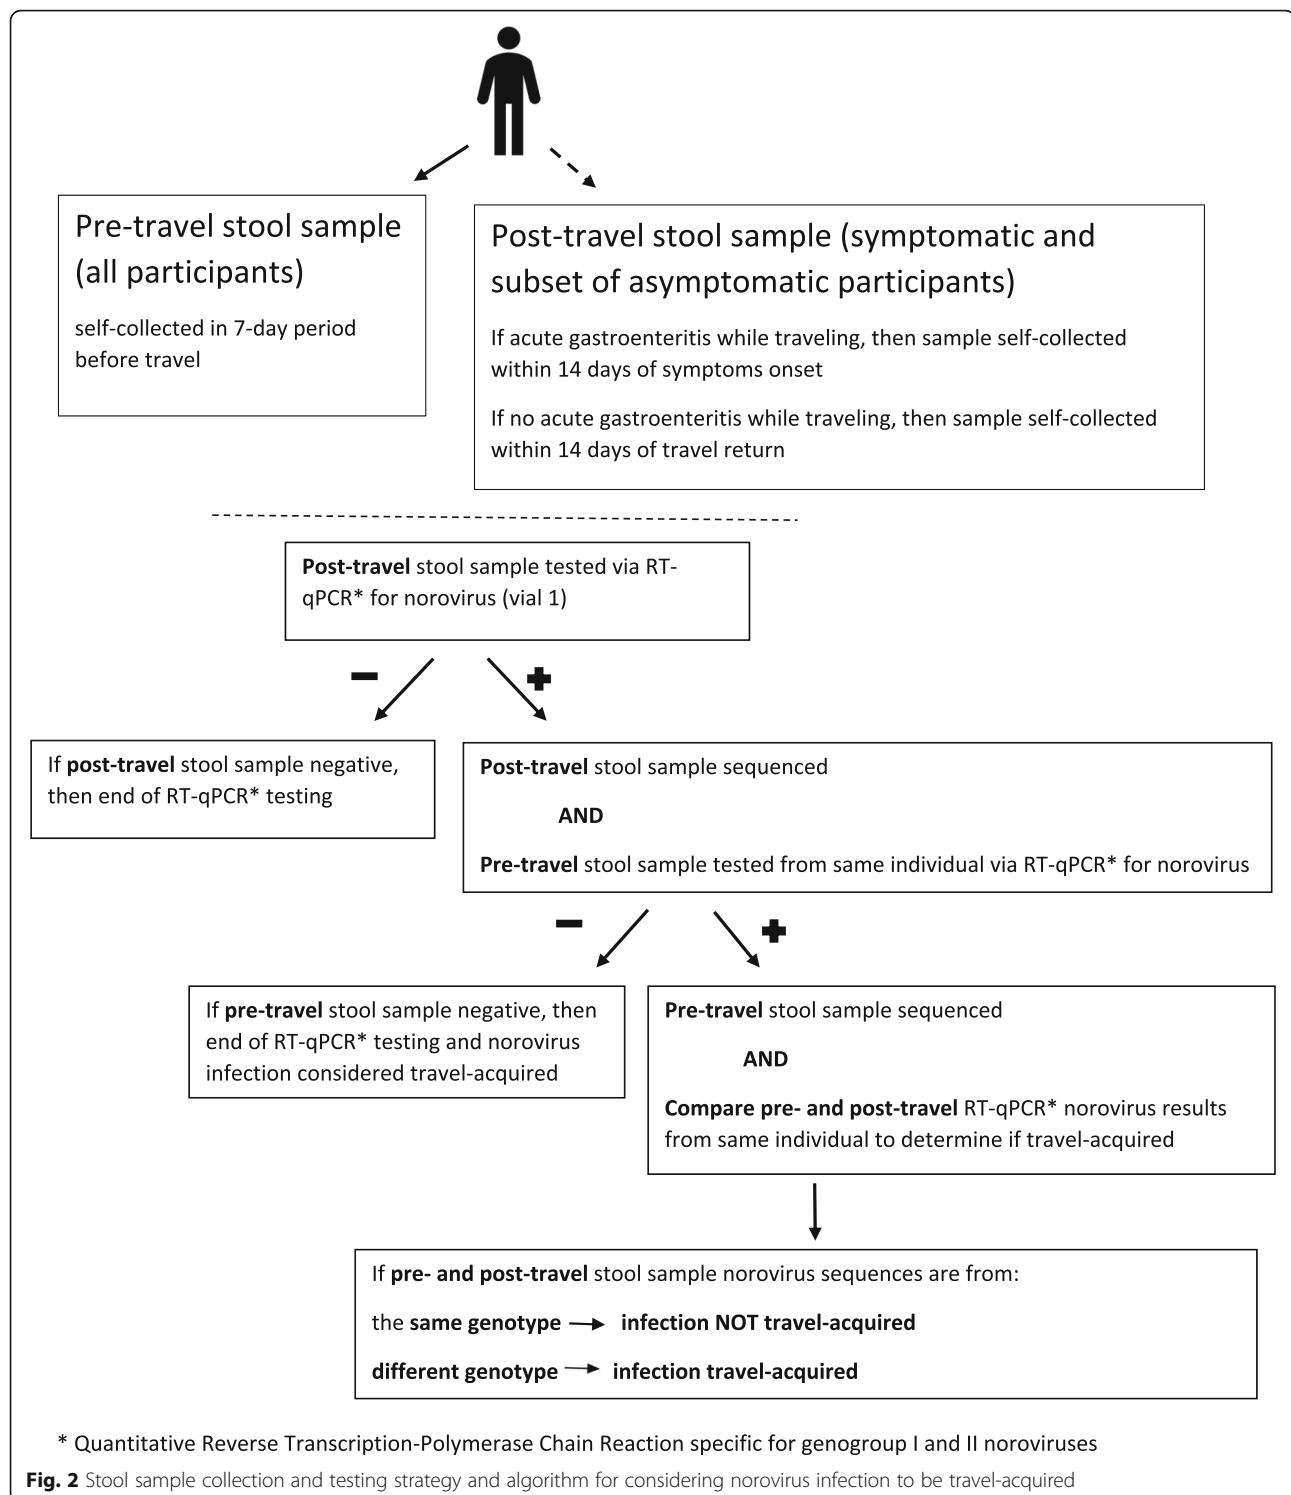 Pre-travel stool sample
(all participants)
self-collected in 7-day period
before travel
Post-travel stool sample (symptomatic and
subset of asymptomatic participants)
If acute gastroenteritis while traveling, then sample self-collected
within 14 days of symptoms onset
If no acute gastroenteritis while traveling, then sample self-collected
within 14 days of travel return
Post-travel stool sample tested via RT-
qPCR* for norovirus (vial 1)
If post-travel stool sample negative,
then end of RT-qPCR* testing
Post-travel stool sample sequenced
AND
Pre-travel stool sample tested from same individual via RT-qPCR* for norovirus
If pre-travel stool sample negative, then
end of RT-qPCR* testing and norovirus
infection considered travel-acquired
Pre-travel stool sample sequenced
AND
Compare pre- and post-travel RT-qPCR* norovirus results
from same individual to determine if travel-acquired
If pre- and post-travel stool sample norovirus sequences are from:
the same genotype → infection NOT travel-acquired
different genotype → infection travel-acquired
* Quantitative Reverse Transcription-Polymerase Chain Reaction specific for genogroup I and II noroviruses
Fig. 2 Stool sample collection and testing strategy and algorithm for considering norovirus infection to be travel-acquired